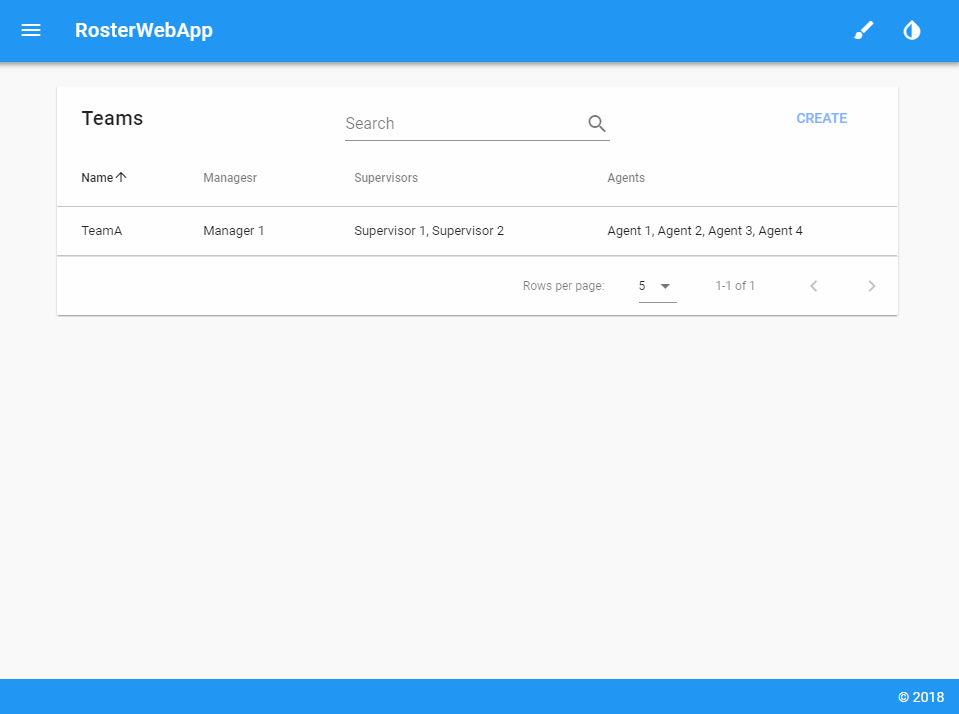 RosterWebApp
Teams
Search
CREATE
Name Managesr Supervisors Agents
TeamA Manager 1 Supervisor 1, Supervisor 2 Agent 1, Agent 2, Agent 3, Agent 4
Rows per page: 5 1-1 of 1
© 2018